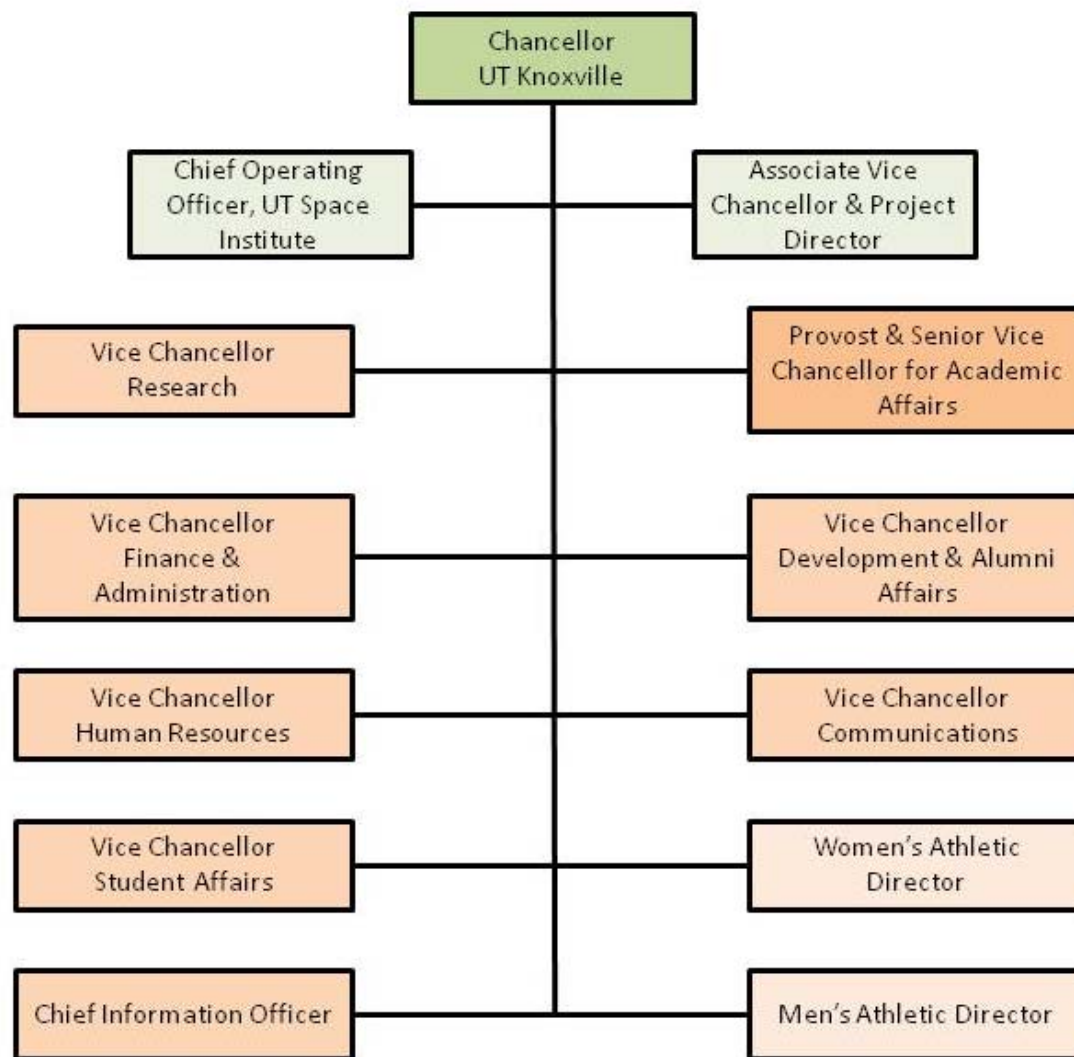 Chancellor
UT Knoxville
Chief Operating
Officer, UT Space
Institute
Associate Vice
Chancellor & Project
Director
Vice Chancellor
Research
Provost & Senior Vice
Chancellor for Academic
Affairs
Vice Chancellor
Finance &
Administration
Vice Chancellor
Development & Alumni
Affairs
Vice Chancellor
Human Resources
Vice Chancellor
Communications
Vice Chancellor
Student Affairs
Women’s Athletic
Director
Chief Information Officer
Men’s Athletic Director